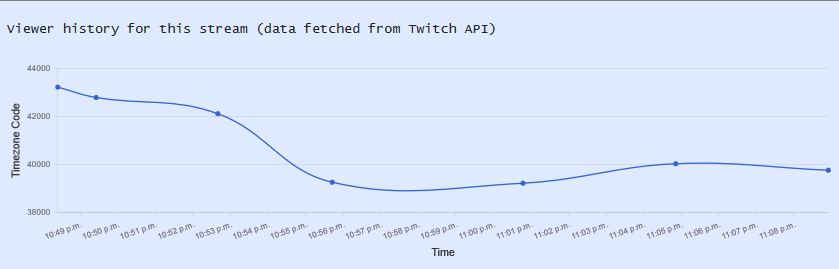 Viewer history for this stream (data fetched from Twitch API)
44000
42000
40000
38000
Timezone Code
10:49 p.m. 10:50 p.m. 10:51 p.m. 10:52 p.m. 10:53 p.m. 10:54 p.m. 10:55 p.m. 10:56 p.m. 10:57 p.m. 10:58 p.m. 10:59 p.m. 11:00 p.m. 11:01 p.m. 11:02 p.m. 11:03 p.m. 11:04 p.m. 11:05 p.m. 11:06 p.m. 11:07 p.m. 11:08 p.m.
Time